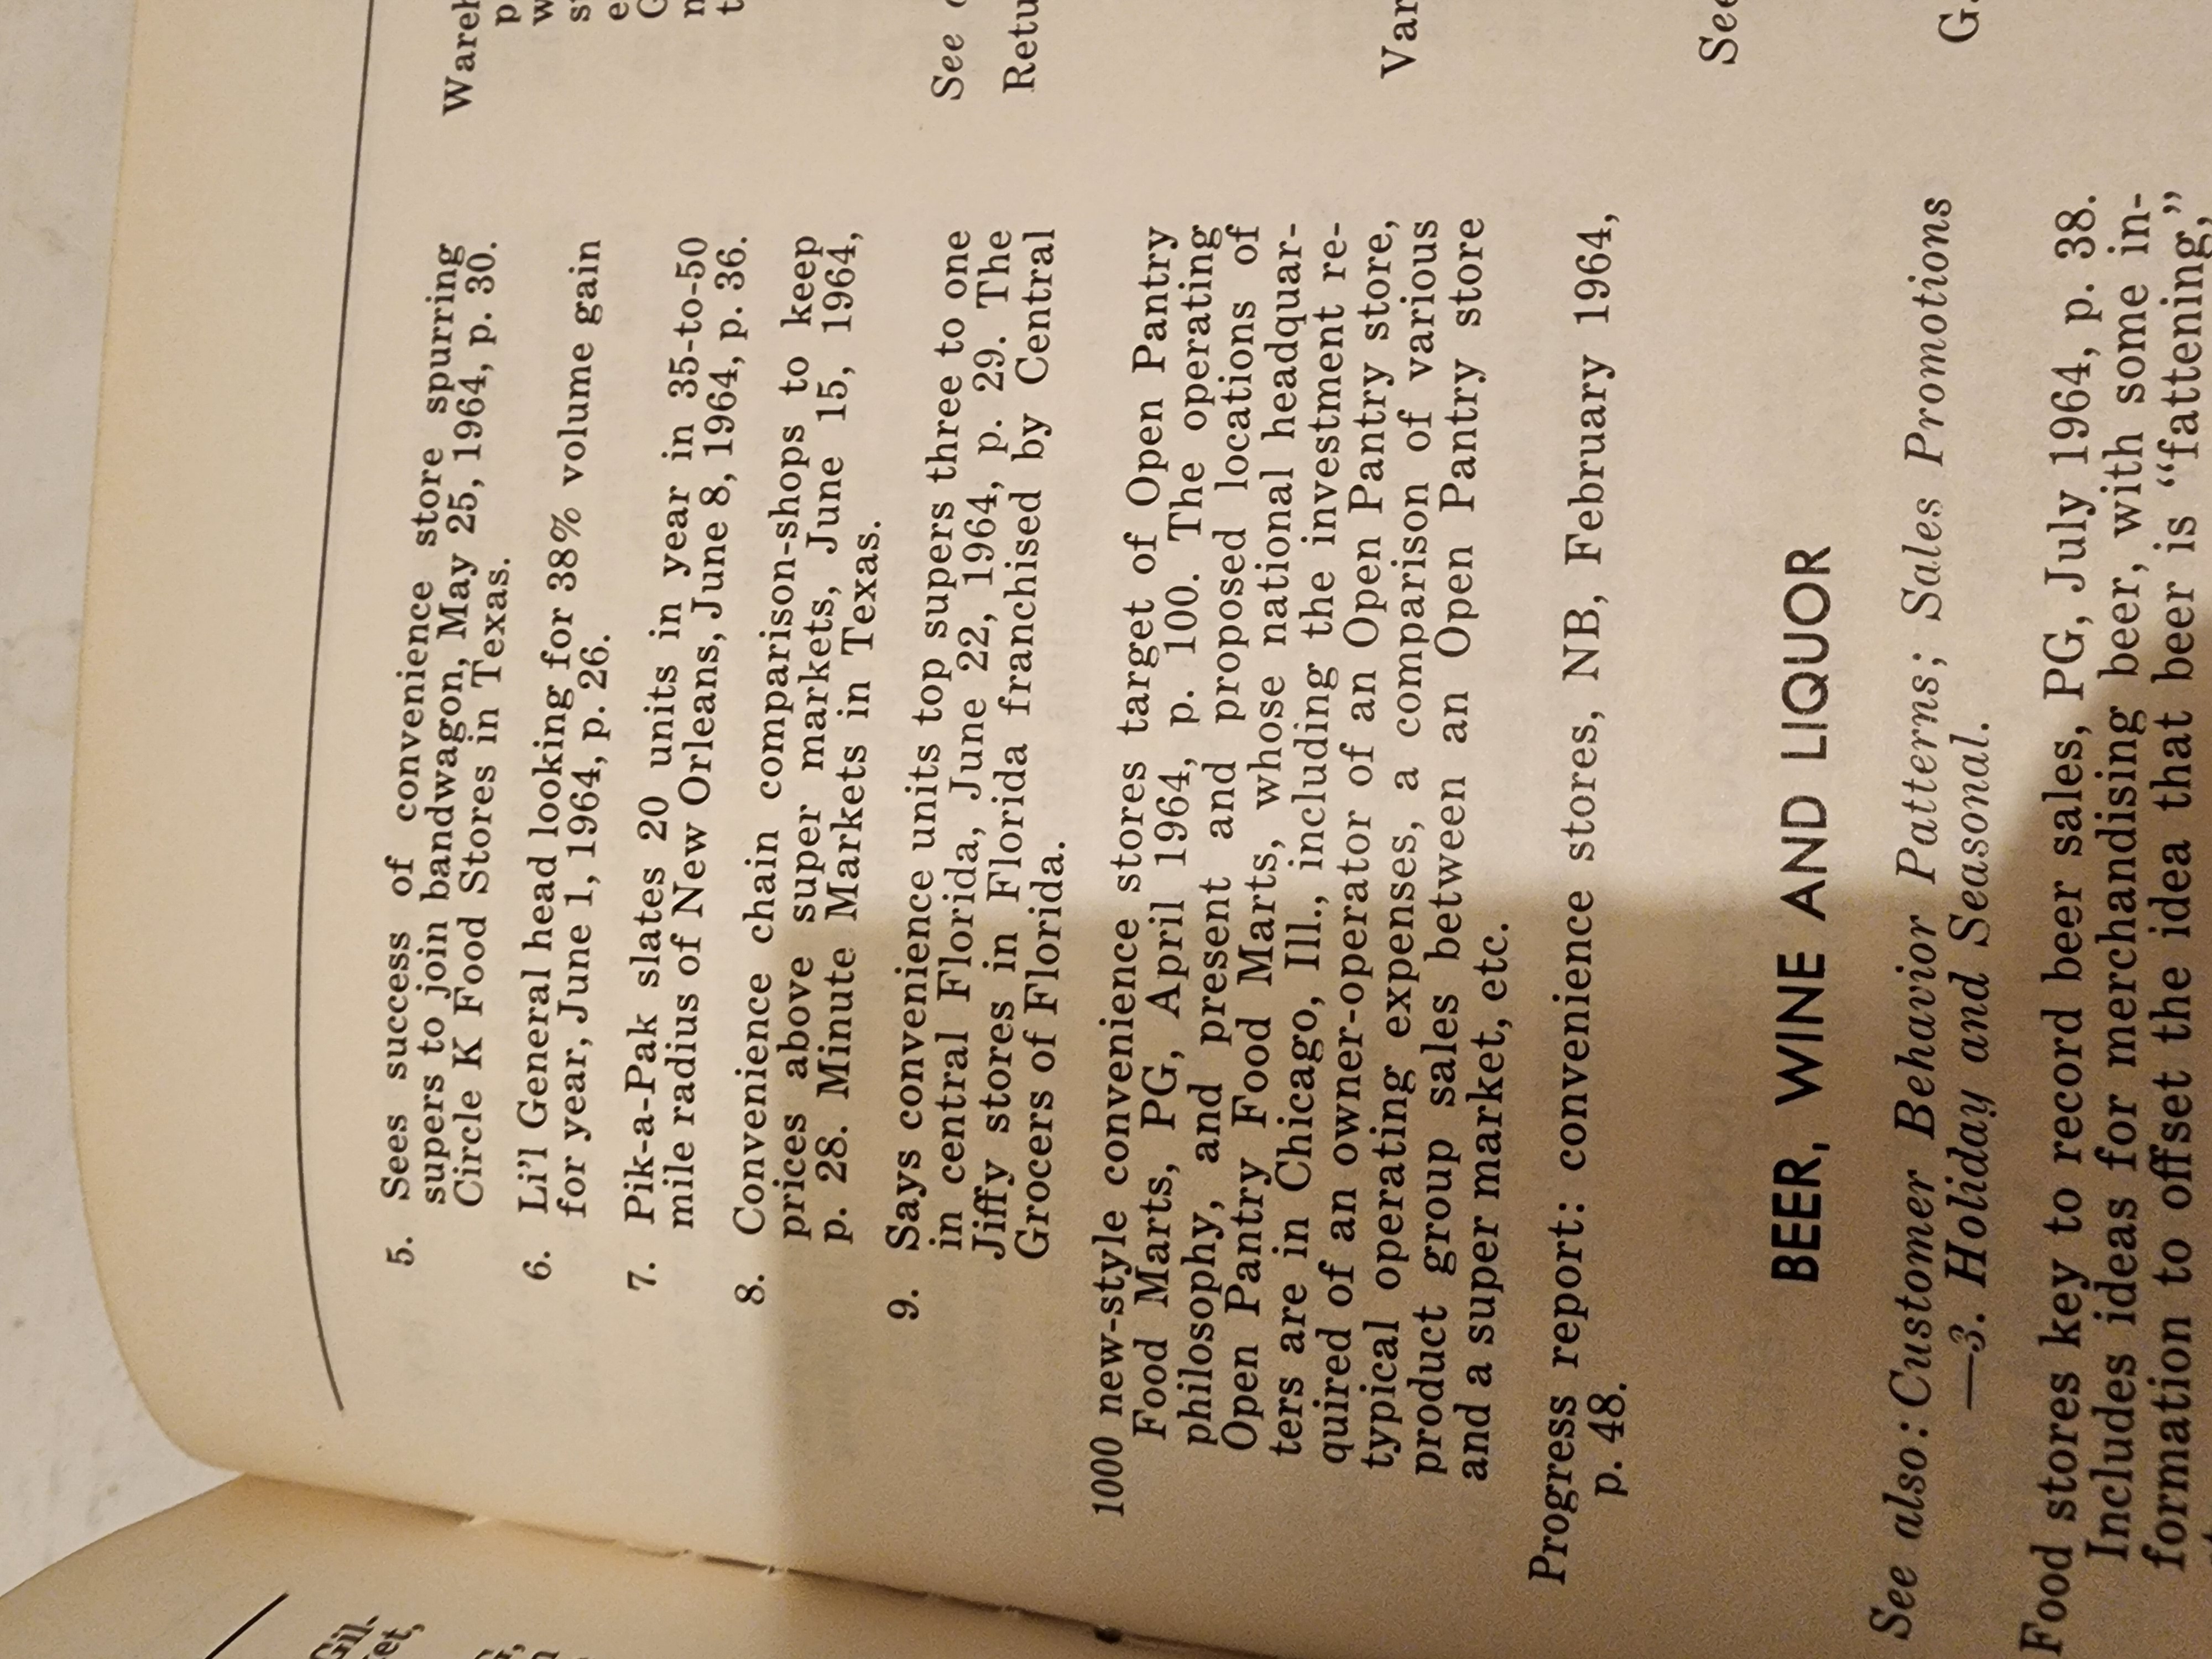 5. Sees success of convenience store spurring
supers to join bandwagon, May 25, 1964, p. 30.
Circle K Food Stores in Texas.
6. Li'l General head looking for 38% volume gain
for year, June 1, 1964, p. 26.
7. Pik-a-Pak slates 20 units in year in 35-to-50
mile radius of New Orleans, June 8, 1964, p. 36.
8. Convenience chain comparison-shops to keep
prices above super markets, June 15, 1964,
p. 28. Minute Markets in Texas.
9. Says convenience units top supers three to one
in central Florida, June 22, 1964, p. 29. The
Jiffy stores in Florida franchised by Central
Grocers of Florida.
1000 new-style convenience stores target of Open Pantry
Food Marts, PG, April 1964, p. 100. The operating
philosophy, and present and proposed locations of
Open Pantry Food Marts, whose national headquar-
ters are in Chicago, Ill., including the investment re-
quired of an owner-operator of an Open Pantry store,
typical operating expenses, a comparison of various
product group sales between an Open Pantry store
and a super market, etc.
Progress report: convenience stores, NB, February 1964,
p. 48.
BEER, WINE AND LIQUOR
See also: Customer Behavior Patterns; Sales Promotions
—3. Holiday and Seasonal.
Food stores key to record beer sales, PG, July 1964, p. 38.
Includes ideas for merchandising beer, with some in-
formation to offset the idea that beer is “fattening,”
See
Retu
Var
See
G.